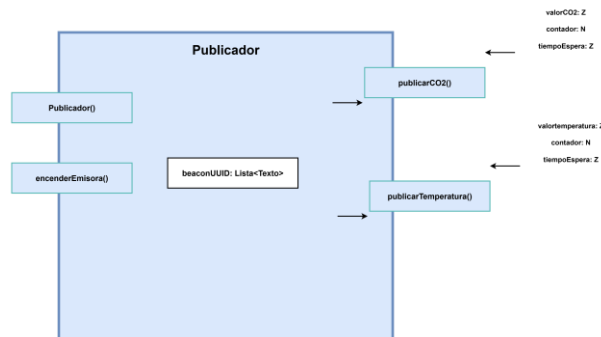 valorCO2: Z
contador: N
tiempoEspera: Z
Publicador
publicarCO2()
Publicador()
valortemperatura: Z
contador: N
tiempoEspera: Z
beaconUUID: Lista<Texto>
encenderEmisora()
publicarTemperatura()